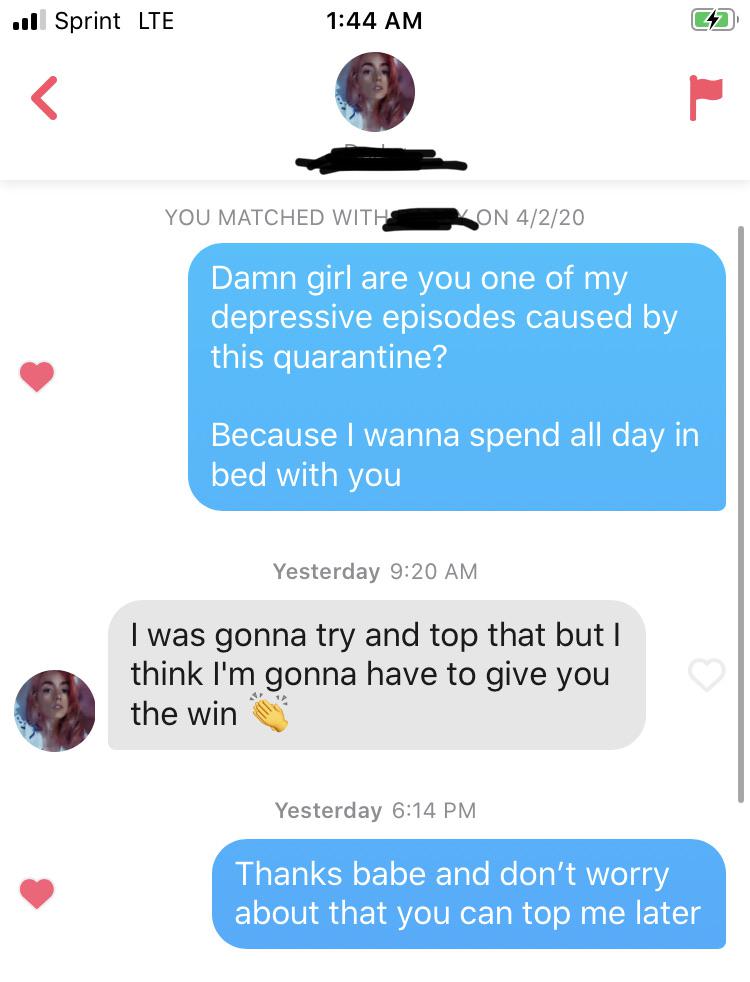 Sprint LTE 1:44 AM
YOU MATCHED WITH ON 4/2/20
Damn girl are you one of my
depressive episodes caused by
this quarantine?
Because I wanna spend all day in
bed with you
Yesterday 9:20 AM
I was gonna try and top that but I
think I'm gonna have to give you
the win 👏
Yesterday 6:14 PM
Thanks babe and don’t worry
about that you can top me later